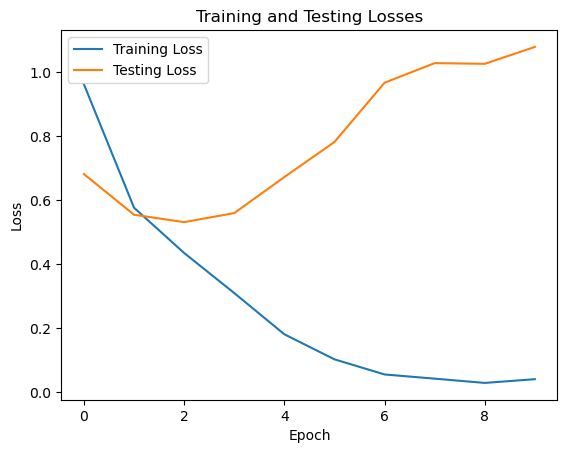 Training and Testing Losses
Training Loss
Testing Loss
1.0
0.8
0.6
0.4
0.2
0.0
Loss
0 2 4 6 8
Epoch